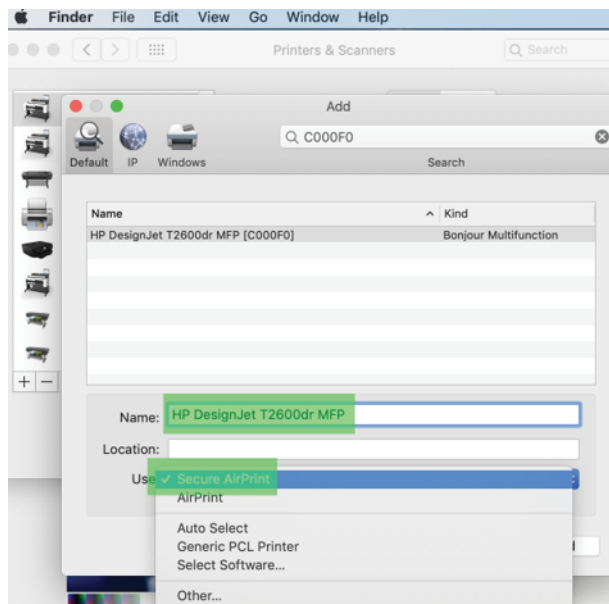 Finder File Edit View Go Window Help
Printers & Scanners
Search
Add
C000F0
Default IP Windows
Search
Name Kind
HP DesignJet T2600dr MFP [C000F0] Bonjour Multifunction
+ −
Name: HP DesignJet T2600dr MFP
Location:
Use ✓ Secure AirPrint
AirPrint
Auto Select
Generic PCL Printer
Select Software...
Other...